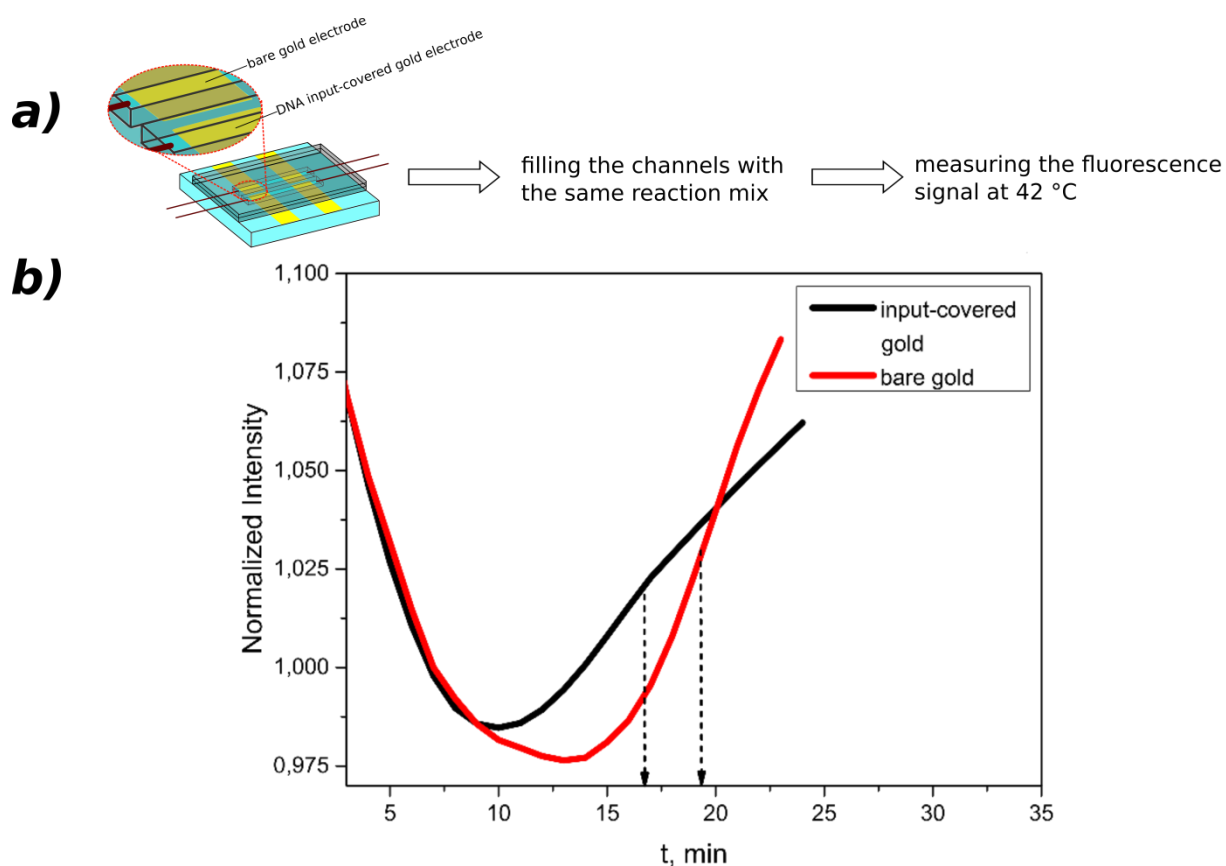 a)
bare gold electrode
DNA input-covered gold electrode
filling the channels with
the same reaction mix
measuring the fluorescence
signal at 42 °C
b)
Normalized Intensity
1,100
1,075
1,050
1,025
1,000
0,975
input-covered
gold
bare gold
5 10 15 20 25 30 35
t, min